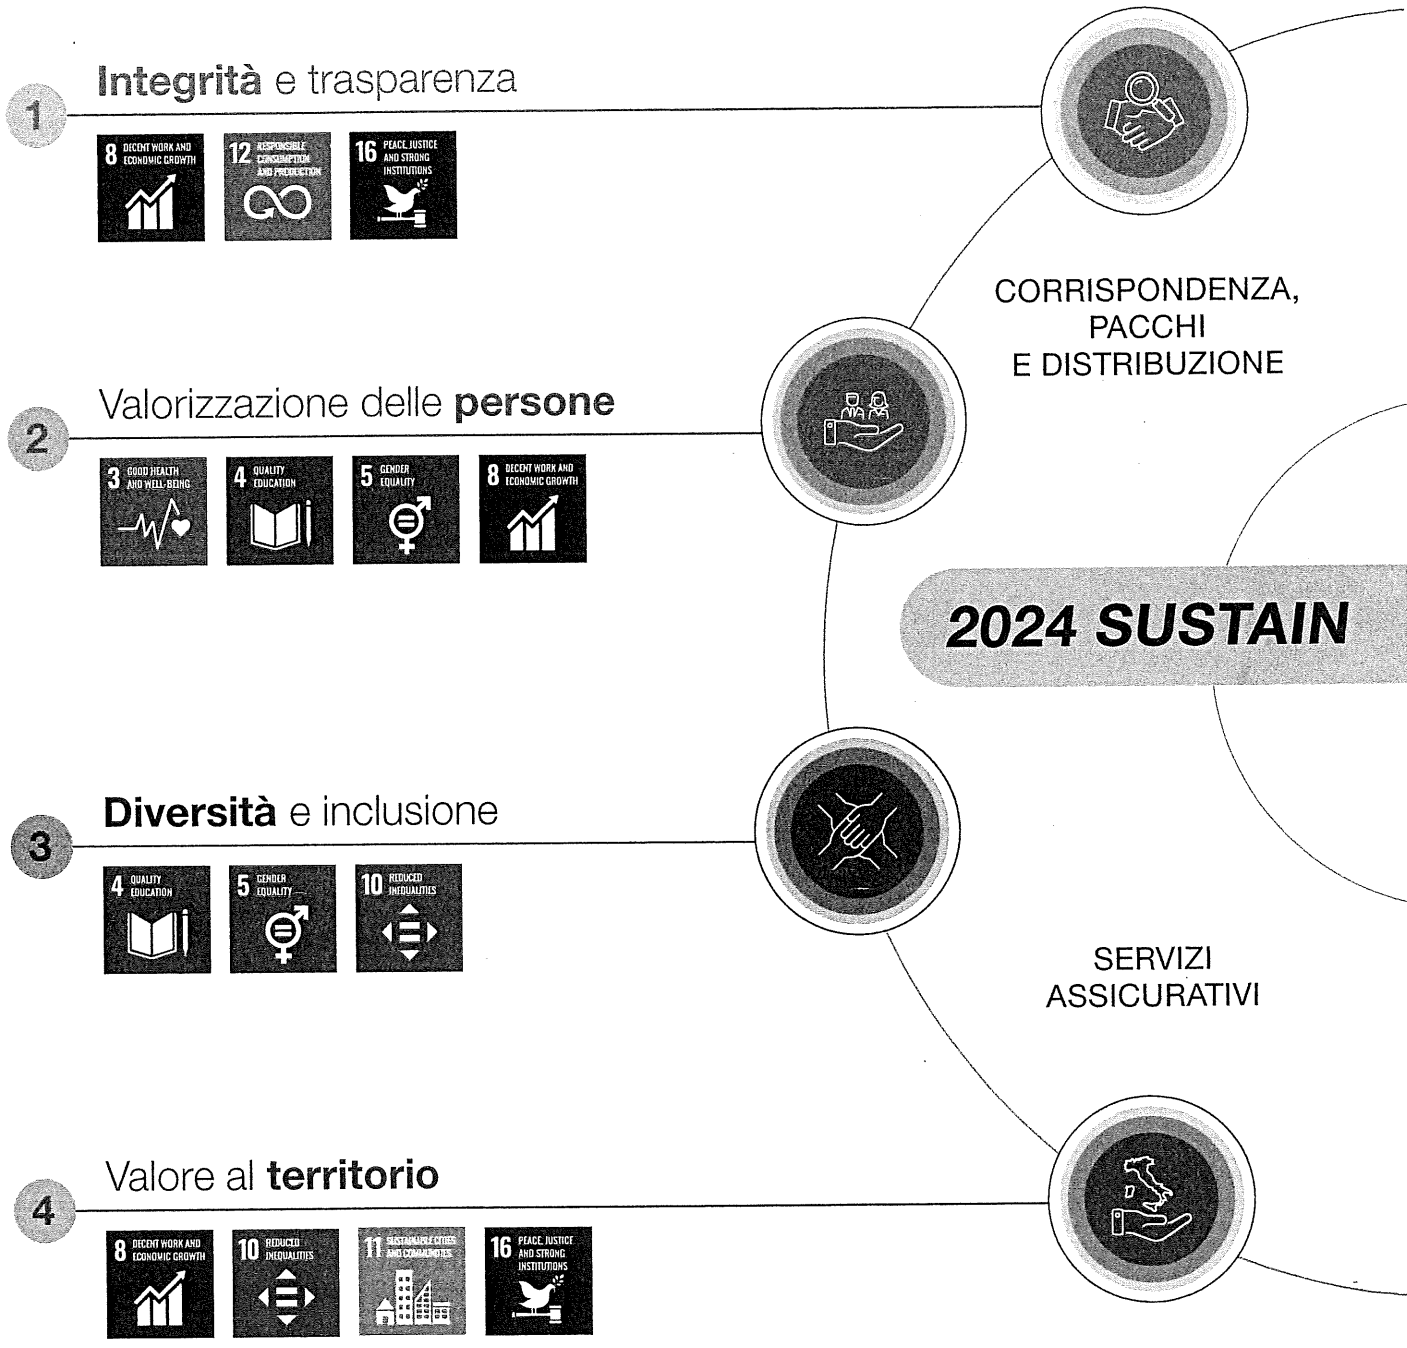 1
Integrità e trasparenza
8 DECENT WORK AND
ECONOMIC GROWTH
12 RESPONSIBLE
CONSUMPTION
AND PRODUCTION
16 PEACE, JUSTICE
AND STRONG
INSTITUTIONS
CORRISPONDENZA,
PACCHI
E DISTRIBUZIONE
2
Valorizzazione delle persone
3 GOOD HEALTH
AND WELL-BEING
4 QUALITY
EDUCATION
5 GENDER
EQUALITY
8 DECENT WORK AND
ECONOMIC GROWTH
2024 SUSTAIN
3
Diversità e inclusione
4 QUALITY
EDUCATION
5 GENDER
EQUALITY
10 REDUCED
INEQUALITIES
SERVIZI
ASSICURATIVI
4
Valore al territorio
8 DECENT WORK AND
ECONOMIC GROWTH
10 REDUCED
INEQUALITIES
11 SUSTAINABLE CITIES
AND COMMUNITIES
16 PEACE, JUSTICE
AND STRONG
INSTITUTIONS